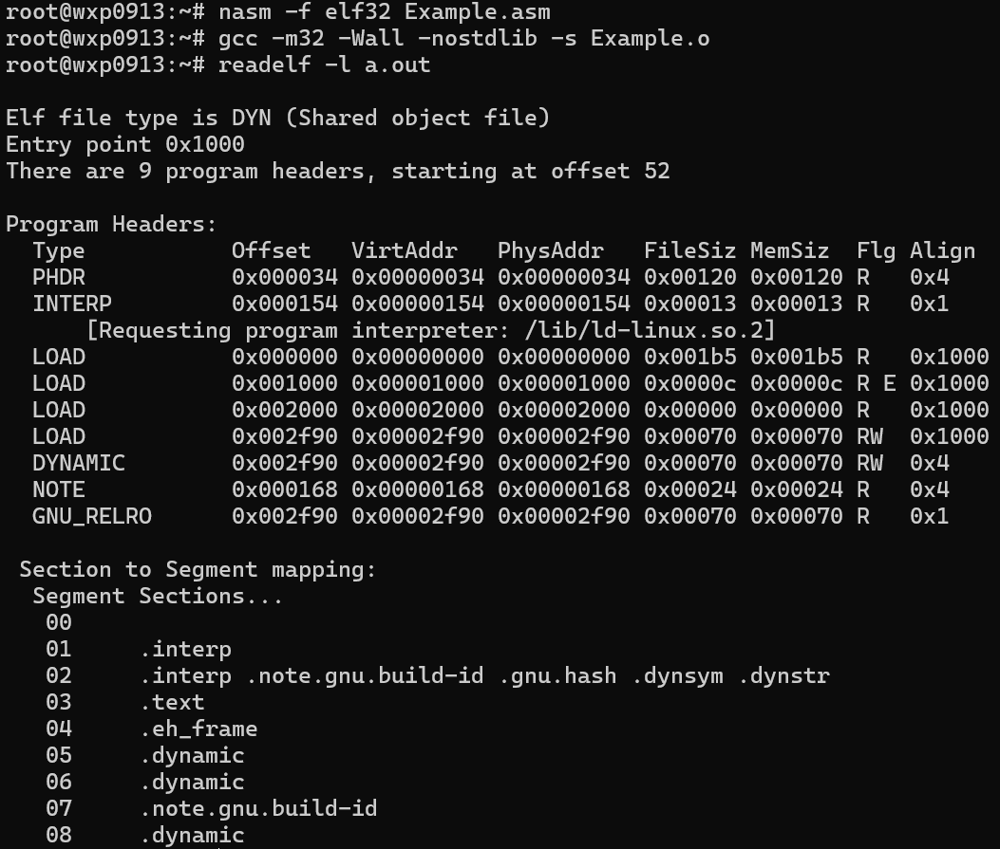 root@wxp0913:~# nasm -f elf32 Example.asm
root@wxp0913:~# gcc -m32 -Wall -nostdlib -s Example.o
root@wxp0913:~# readelf -l a.out

Elf file type is DYN (Shared object file)
Entry point 0x1000
There are 9 program headers, starting at offset 52

Program Headers:
  Type           Offset   VirtAddr   PhysAddr   FileSiz MemSiz  Flg Align
  PHDR           0x000034 0x00000034 0x00000034 0x00120 0x00120 R   0x4
  INTERP         0x000154 0x00000154 0x00000154 0x00013 0x00013 R   0x1
      [Requesting program interpreter: /lib/ld-linux.so.2]
  LOAD           0x000000 0x00000000 0x00000000 0x001b5 0x001b5 R   0x1000
  LOAD           0x001000 0x00001000 0x00001000 0x0000c 0x0000c R E 0x1000
  LOAD           0x002000 0x00002000 0x00002000 0x00000 0x00000 R   0x1000
  LOAD           0x002f90 0x00002f90 0x00002f90 0x00070 0x00070 RW  0x1000
  DYNAMIC        0x002f90 0x00002f90 0x00002f90 0x00070 0x00070 RW  0x4
  NOTE           0x000168 0x00000168 0x00000168 0x00024 0x00024 R   0x4
  GNU_RELRO      0x002f90 0x00002f90 0x00002f90 0x00070 0x00070 R   0x1

 Section to Segment mapping:
  Segment Sections...
   00
   01     .interp
   02     .interp .note.gnu.build-id .gnu.hash .dynsym .dynstr
   03     .text
   04     .eh_frame
   05     .dynamic
   06     .dynamic
   07     .note.gnu.build-id
   08     .dynamic